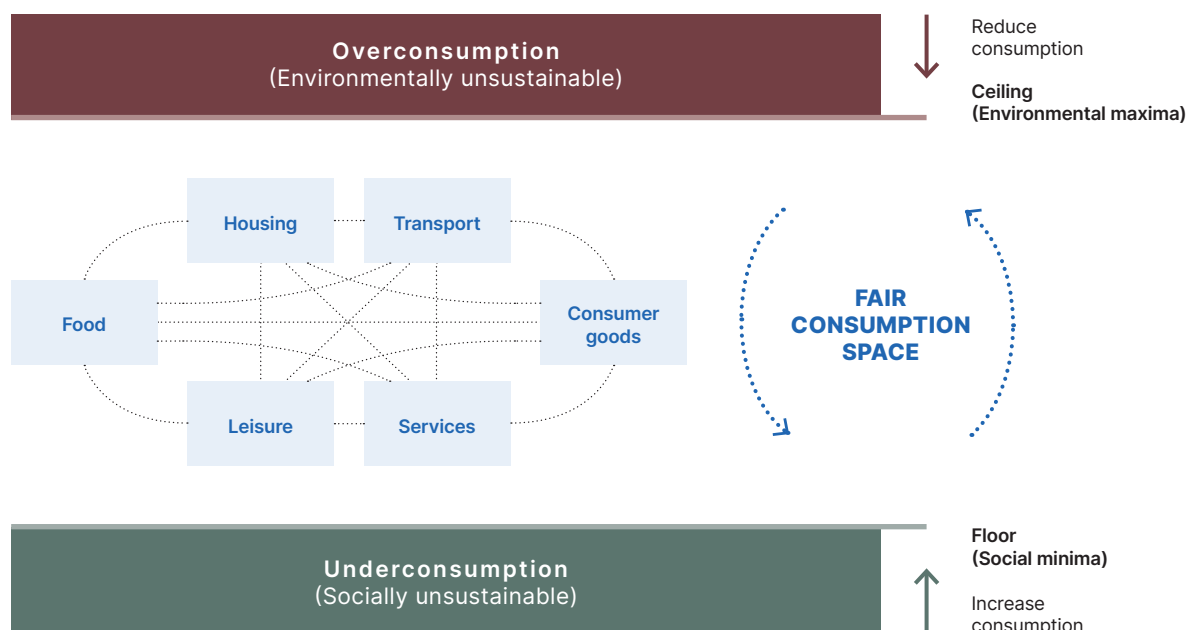 Overconsumption
(Environmentally unsustainable)
Reduce
consumption
Ceiling
(Environmental maxima)
Housing
Transport
Food
Consumer
goods
Leisure
Services
FAIR
CONSUMPTION
SPACE
Floor
(Social minima)
Underconsumption
(Socially unsustainable)
Increase
consumption